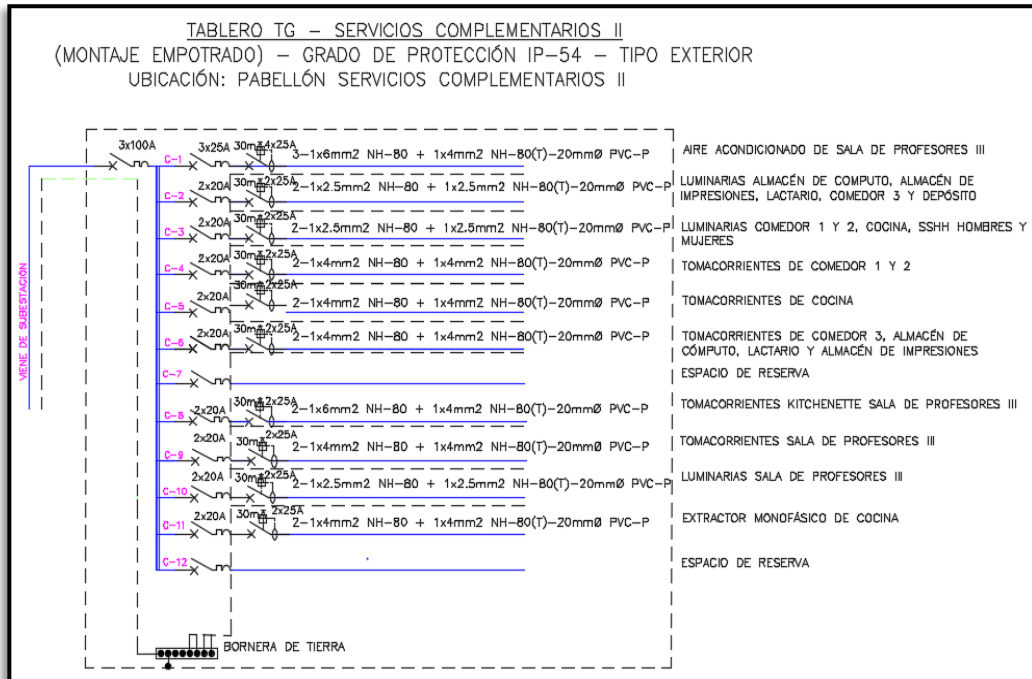 TABLERO TG – SERVICIOS COMPLEMENTARIOS II
(MONTAJE EMPOTRADO) – GRADO DE PROTECCIÓN IP–54 – TIPO EXTERIOR
UBICACIÓN: PABELLÓN SERVICIOS COMPLEMENTARIOS II
VIENE DE SUBESTACIÓN
3x100A
C-1 3x25A 30mA 4x25A 3–1x6mm2 NH–80 + 1x4mm2 NH–80(T)–20mmØ PVC–P AIRE ACONDICIONADO DE SALA DE PROFESORES III
C-2 2x20A 30mA 2x25A 2–1x2.5mm2 NH–80 + 1x2.5mm2 NH–80(T)–20mmØ PVC–P LUMINARIAS ALMACÉN DE COMPUTO, ALMACÉN DE
IMPRESIONES, LACTARIO, COMEDOR 3 Y DEPÓSITO
C-3 2x20A 30mA 2x25A 2–1x2.5mm2 NH–80 + 1x2.5mm2 NH–80(T)–20mmØ PVC–P LUMINARIAS COMEDOR 1 Y 2, COCINA, SSHH HOMBRES Y
MUJERES
C-4 2x20A 30mA 2x25A 2–1x4mm2 NH–80 + 1x4mm2 NH–80(T)–20mmØ PVC–P TOMACORRIENTES DE COMEDOR 1 Y 2
C-5 2x20A 30mA 2x25A 2–1x4mm2 NH–80 + 1x4mm2 NH–80(T)–20mmØ PVC–P TOMACORRIENTES DE COCINA
C-6 2x20A 30mA 2x25A 2–1x4mm2 NH–80 + 1x4mm2 NH–80(T)–20mmØ PVC–P TOMACORRIENTES DE COMEDOR 3, ALMACÉN DE
CÓMPUTO, LACTARIO Y ALMACÉN DE IMPRESIONES
C-7 ESPACIO DE RESERVA
C-8 2x20A 30mA 2x25A 2–1x6mm2 NH–80 + 1x4mm2 NH–80(T)–20mmØ PVC–P TOMACORRIENTES KITCHENETTE SALA DE PROFESORES III
C-9 2x20A 30mA 2x25A 2–1x4mm2 NH–80 + 1x4mm2 NH–80(T)–20mmØ PVC–P TOMACORRIENTES SALA DE PROFESORES III
C-10 2x20A 30mA 2x25A 2–1x2.5mm2 NH–80 + 1x2.5mm2 NH–80(T)–20mmØ PVC–P LUMINARIAS SALA DE PROFESORES III
C-11 2x20A 30mA 2x25A 2–1x4mm2 NH–80 + 1x4mm2 NH–80(T)–20mmØ PVC–P EXTRACTOR MONOFÁSICO DE COCINA
C-12 ESPACIO DE RESERVA
BORNERA DE TIERRA